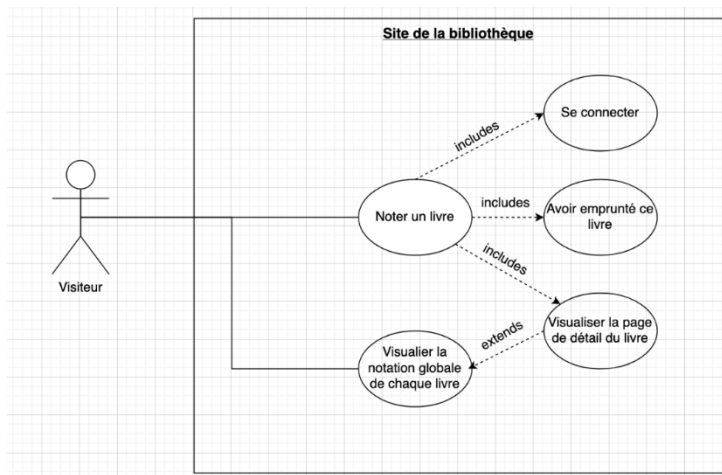 Site de la bibliothèque
Se connecter
includes
Noter un livre
includes
Avoir emprunté ce
livre
includes
Visiteur
Visualiser la page
de détail du livre
extends
Visualier la
notation globale
de chaque livre